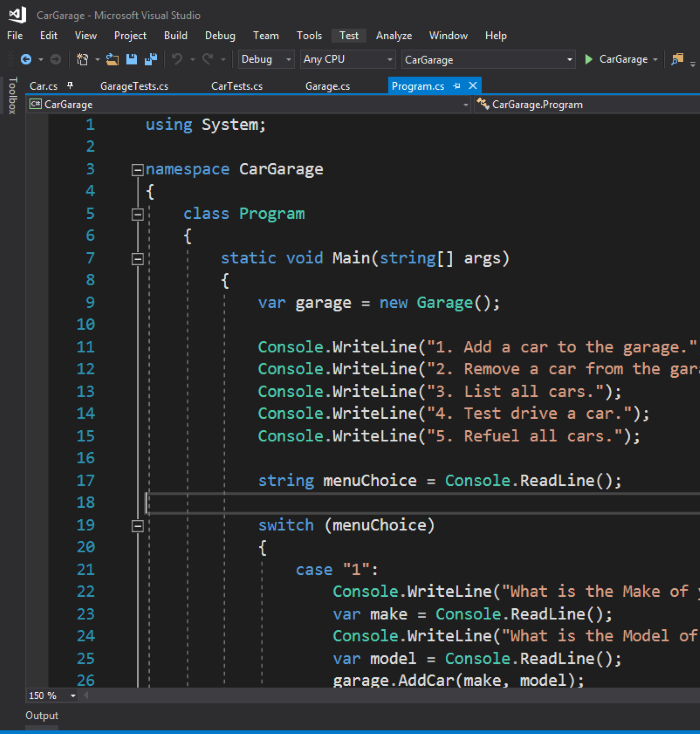 CarGarage - Microsoft Visual Studio
File Edit View Project Build Debug Team Tools Test Analyze Window Help
Debug Any CPU CarGarage CarGarage
Toolbox
Car.cs GarageTests.cs CarTests.cs Garage.cs Program.cs
C# CarGarage CarGarage.Program
1 using System;
2
3 namespace CarGarage
4 {
5 class Program
6 {
7 static void Main(string[] args)
8 {
9 var garage = new Garage();
10
11 Console.WriteLine("1. Add a car to the garage."
12 Console.WriteLine("2. Remove a car from the gar
13 Console.WriteLine("3. List all cars.");
14 Console.WriteLine("4. Test drive a car.");
15 Console.WriteLine("5. Refuel all cars.");
16
17 string menuChoice = Console.ReadLine();
18
19 switch (menuChoice)
20 {
21 case "1":
22 Console.WriteLine("What is the Make of y
23 var make = Console.ReadLine();
24 Console.WriteLine("What is the Model of
25 var model = Console.ReadLine();
26 garage.AddCar(make, model);
150 %
Output